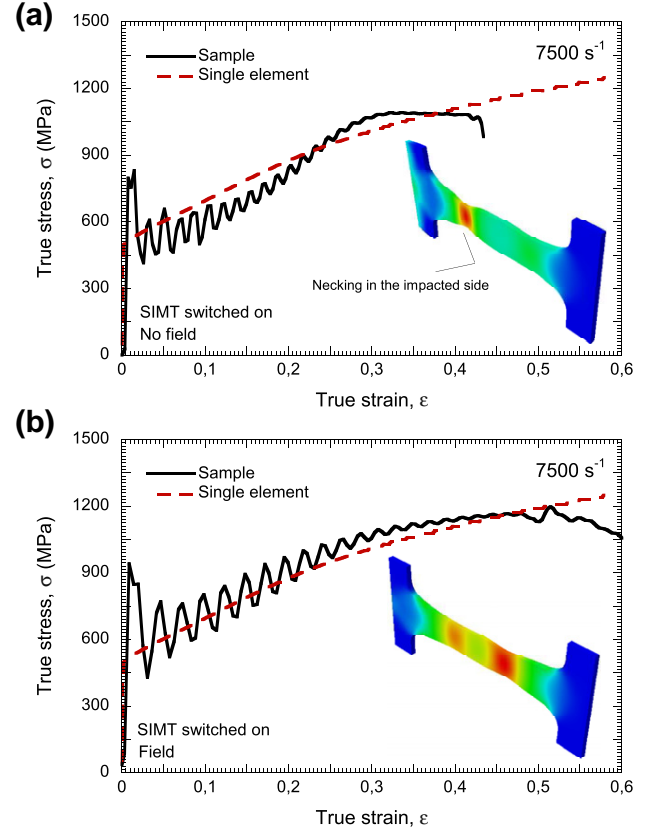 (a)
1500
1200
900
600
300
0
True stress, σ (MPa)
Sample
Single element
7500 s⁻¹
Necking in the impacted side
SIMT switched on
No field
0 0,1 0,2 0,3 0,4 0,5 0,6
True strain, ε
(b)
1500
1200
900
600
300
0
True stress, σ (MPa)
Sample
Single element
7500 s⁻¹
SIMT switched on
Field
0 0,1 0,2 0,3 0,4 0,5 0,6
True strain, ε